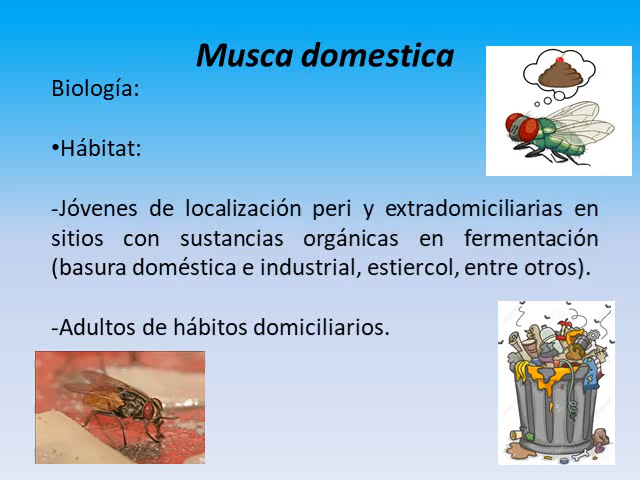 Musca domestica
Biología:
•Hábitat:
-Jóvenes de localización peri y extradomiciliarias en
sitios con sustancias orgánicas en fermentación
(basura doméstica e industrial, estiercol, entre otros).
-Adultos de hábitos domiciliarios.